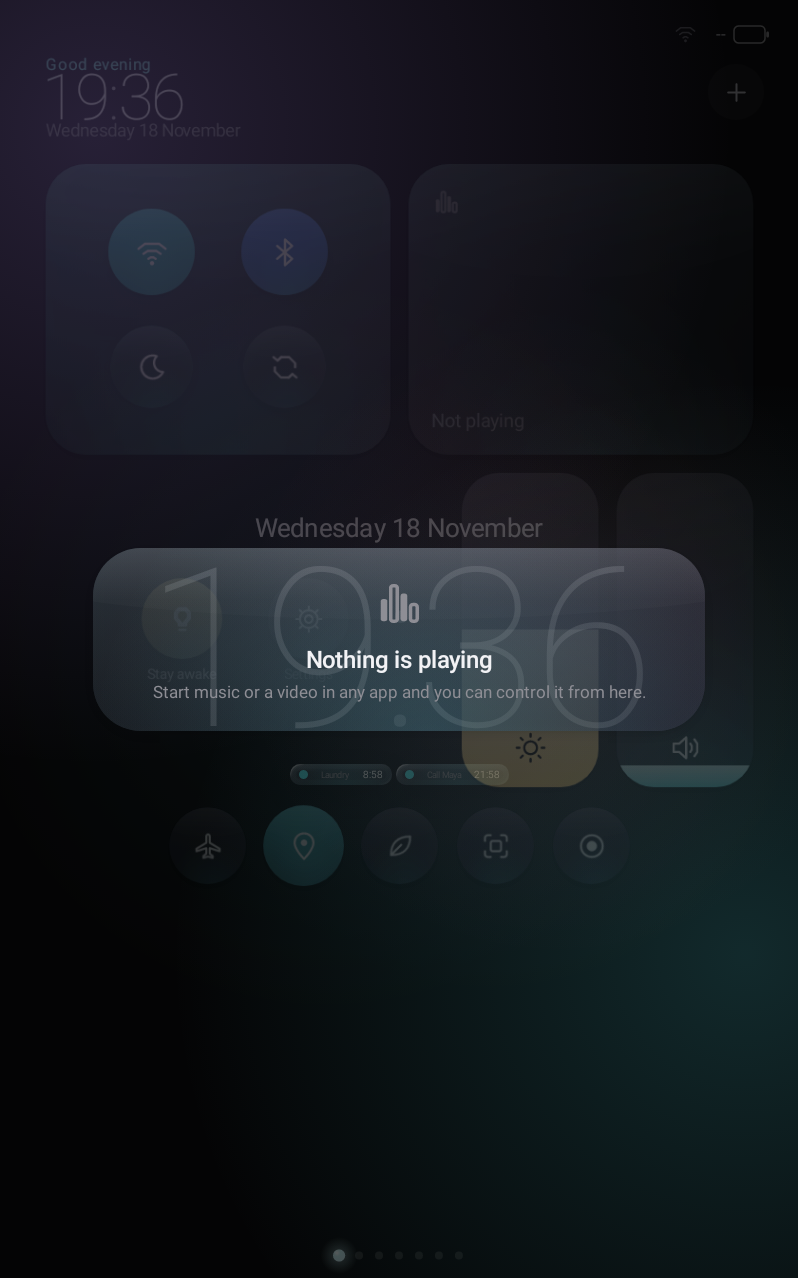 --
Good evening
19:36
Wednesday 18 November
Not playing
Wednesday 18 November
19 36
Nothing is playing
Stay awake
Start music or a video in any app and you can control it from here.
Laundry 8:58 Call Maya 21:58